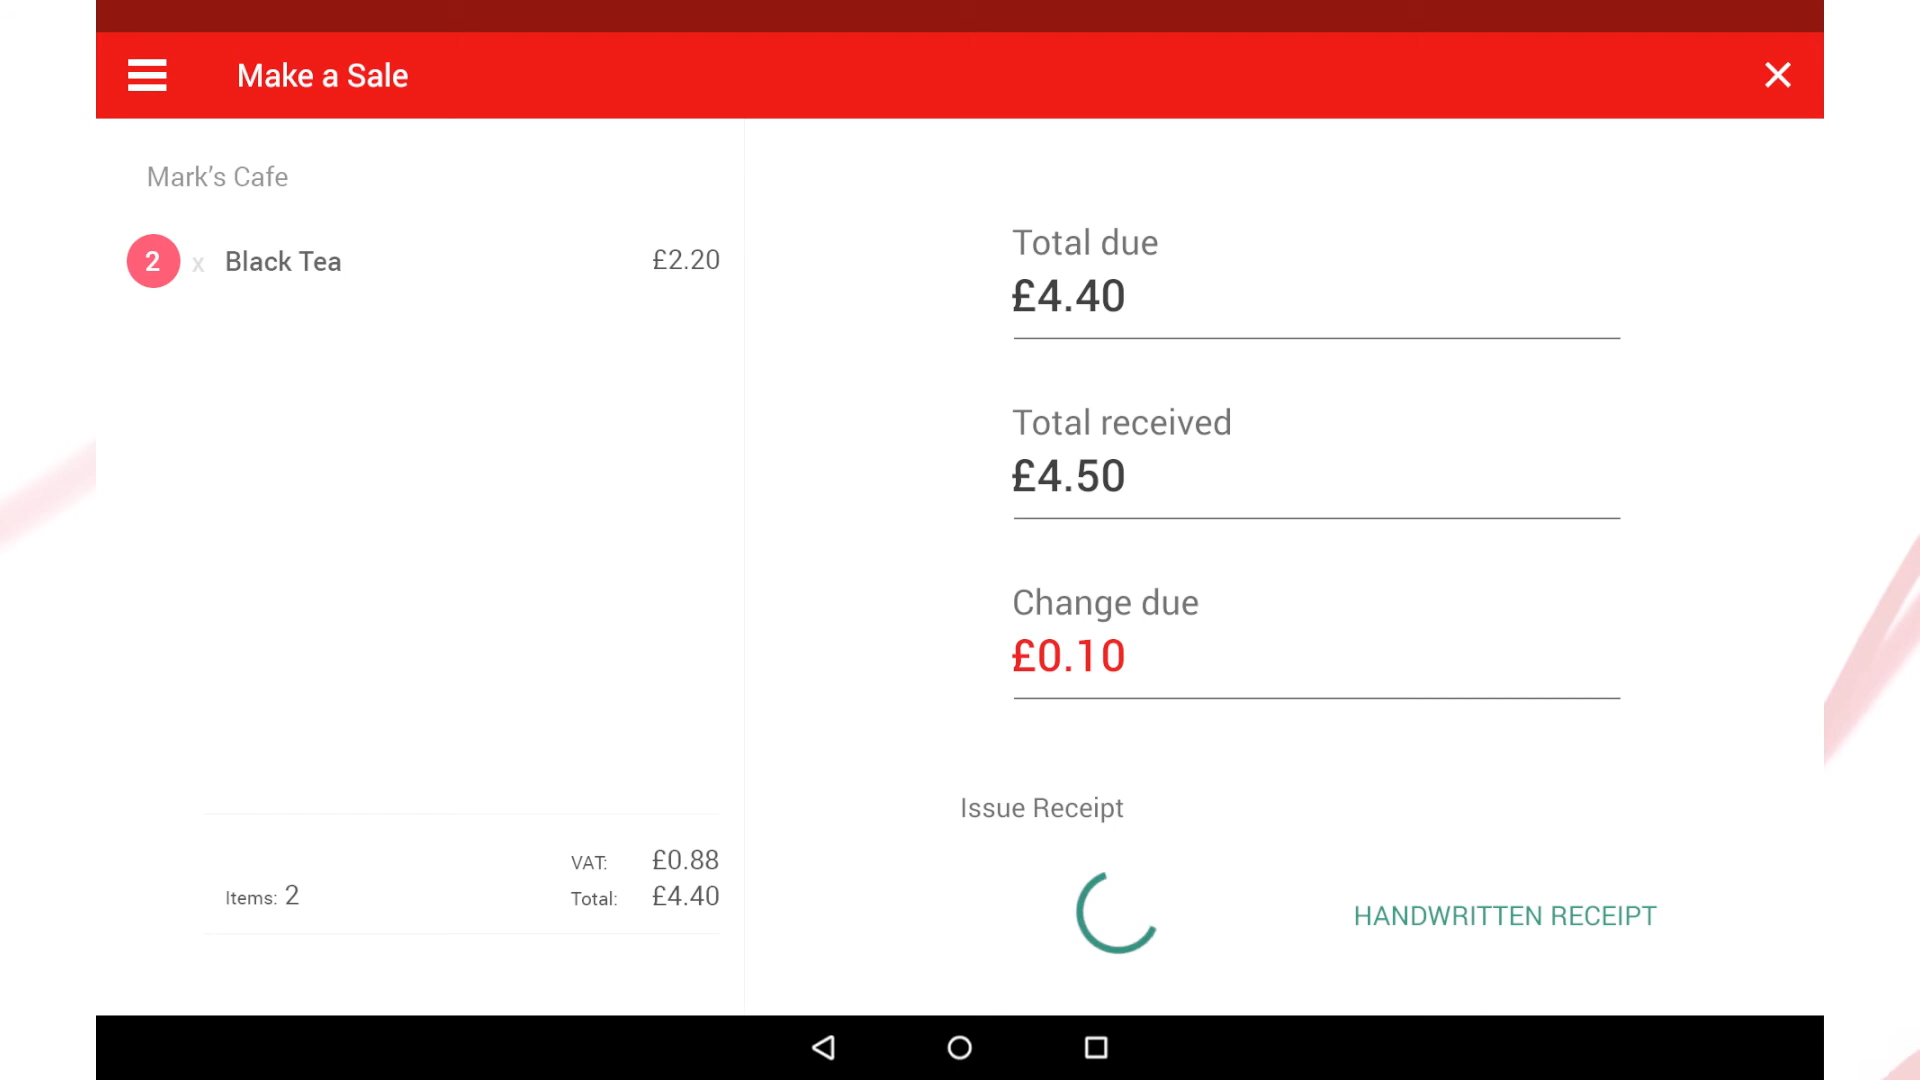 Make a Sale
Mark’s Cafe
2 x Black Tea £2.20
Total due
£4.40
Total received
£4.50
Change due
£0.10
Issue Receipt
VAT: £0.88
Items: 2 Total: £4.40
HANDWRITTEN RECEIPT